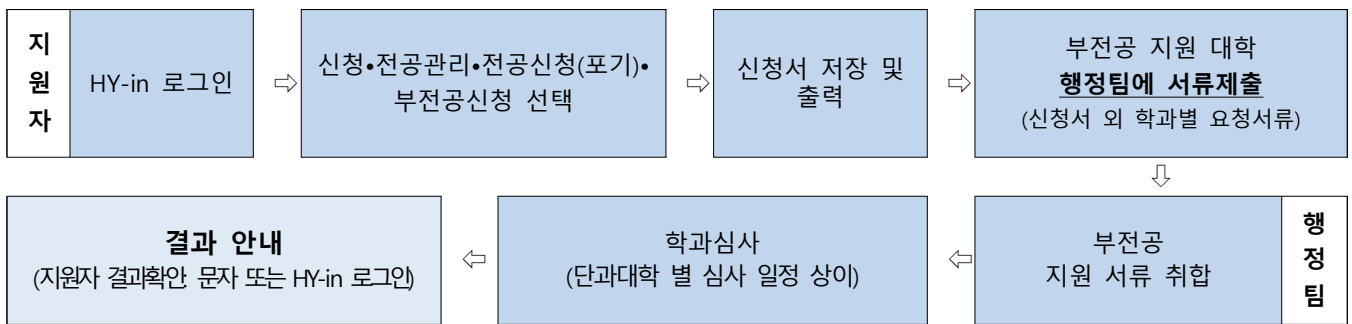 지원자
HY-in 로그인
⇨
신청•전공관리•전공신청(포기)•
부전공신청 선택
⇨
신청서 저장 및
출력
⇨
부전공 지원 대학
행정팀에 서류제출
(신청서 외 학과별 요청서류)
⇩
행정팀
부전공
지원 서류 취합
⇦
학과심사
(단과대학 별 심사 일정 상이)
⇦
결과 안내
(지원자 결과확인: 문자 또는 HY-in 로그인)